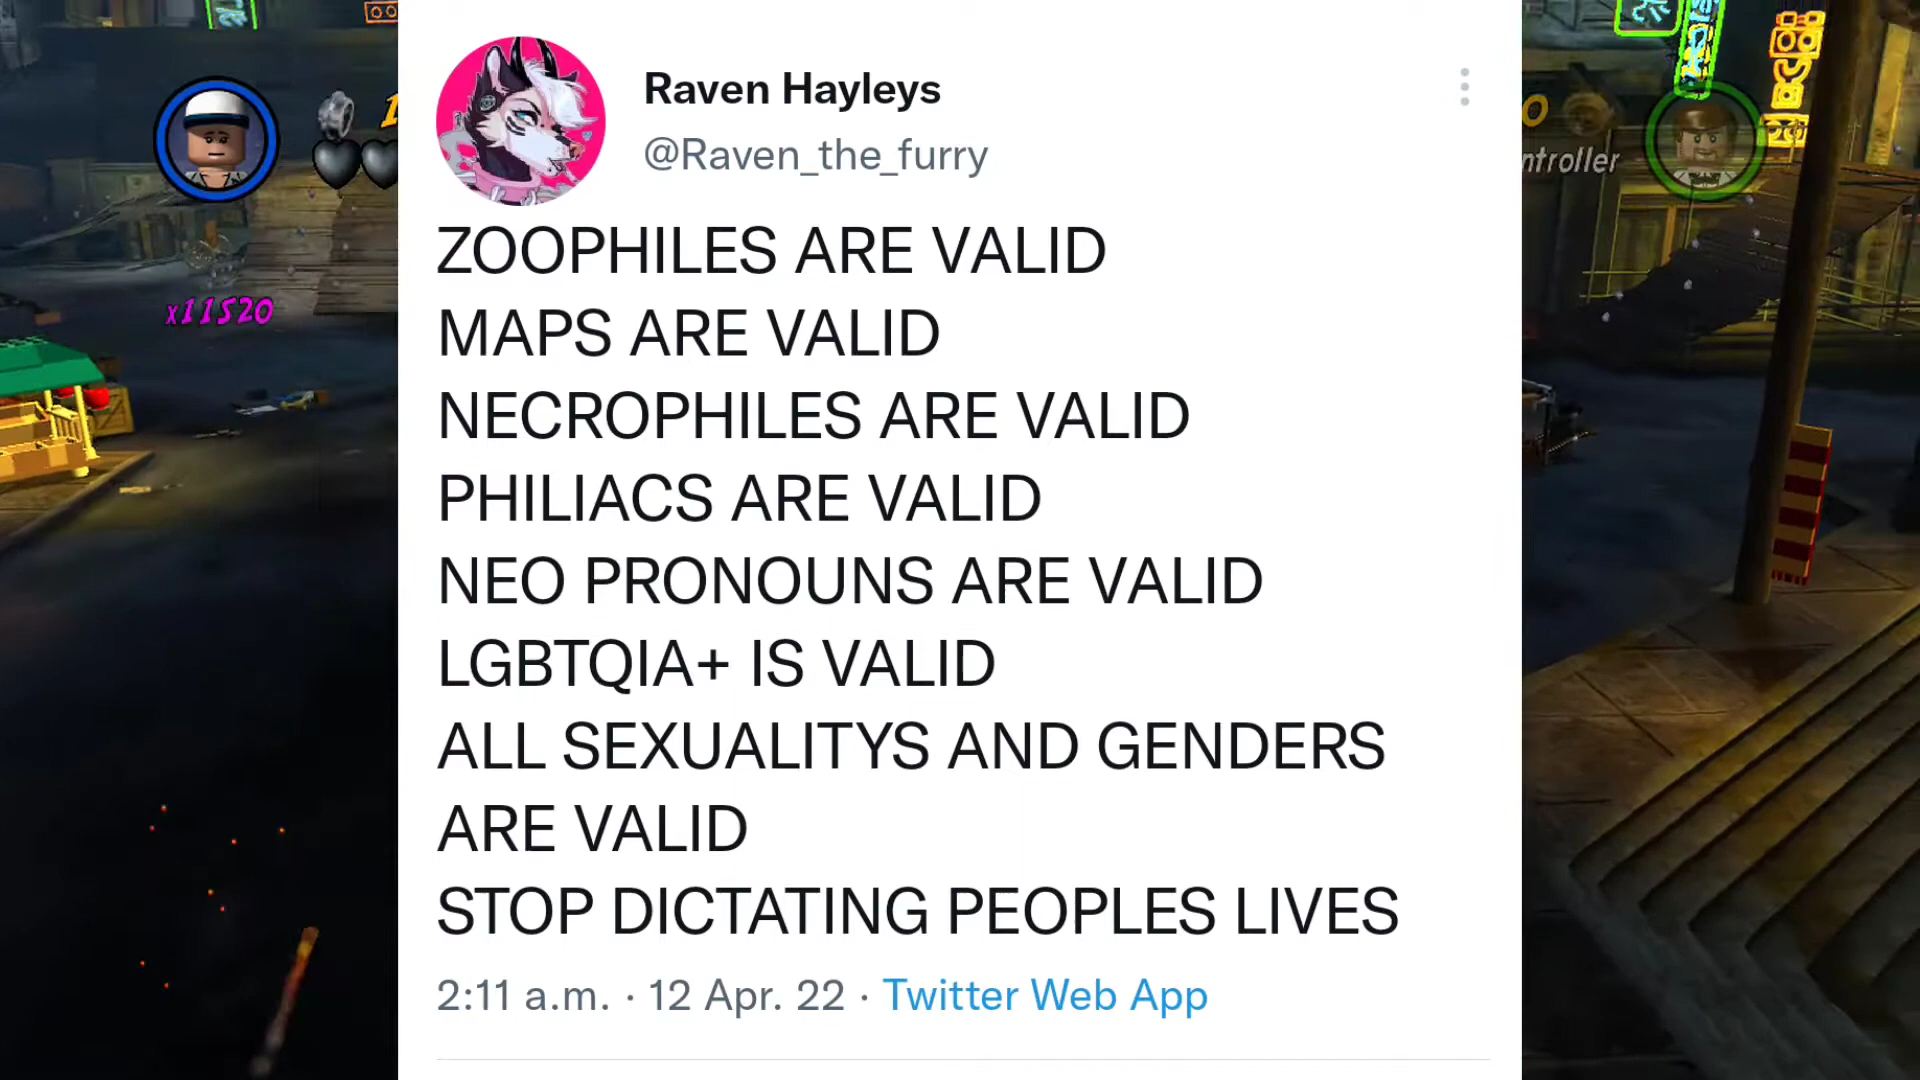 Raven Hayleys
@Raven_the_furry
x11520
ntroller
ZOOPHILES ARE VALID
MAPS ARE VALID
NECROPHILES ARE VALID
PHILIACS ARE VALID
NEO PRONOUNS ARE VALID
LGBTQIA+ IS VALID
ALL SEXUALITYS AND GENDERS
ARE VALID
STOP DICTATING PEOPLES LIVES
2:11 a.m. · 12 Apr. 22 · Twitter Web App